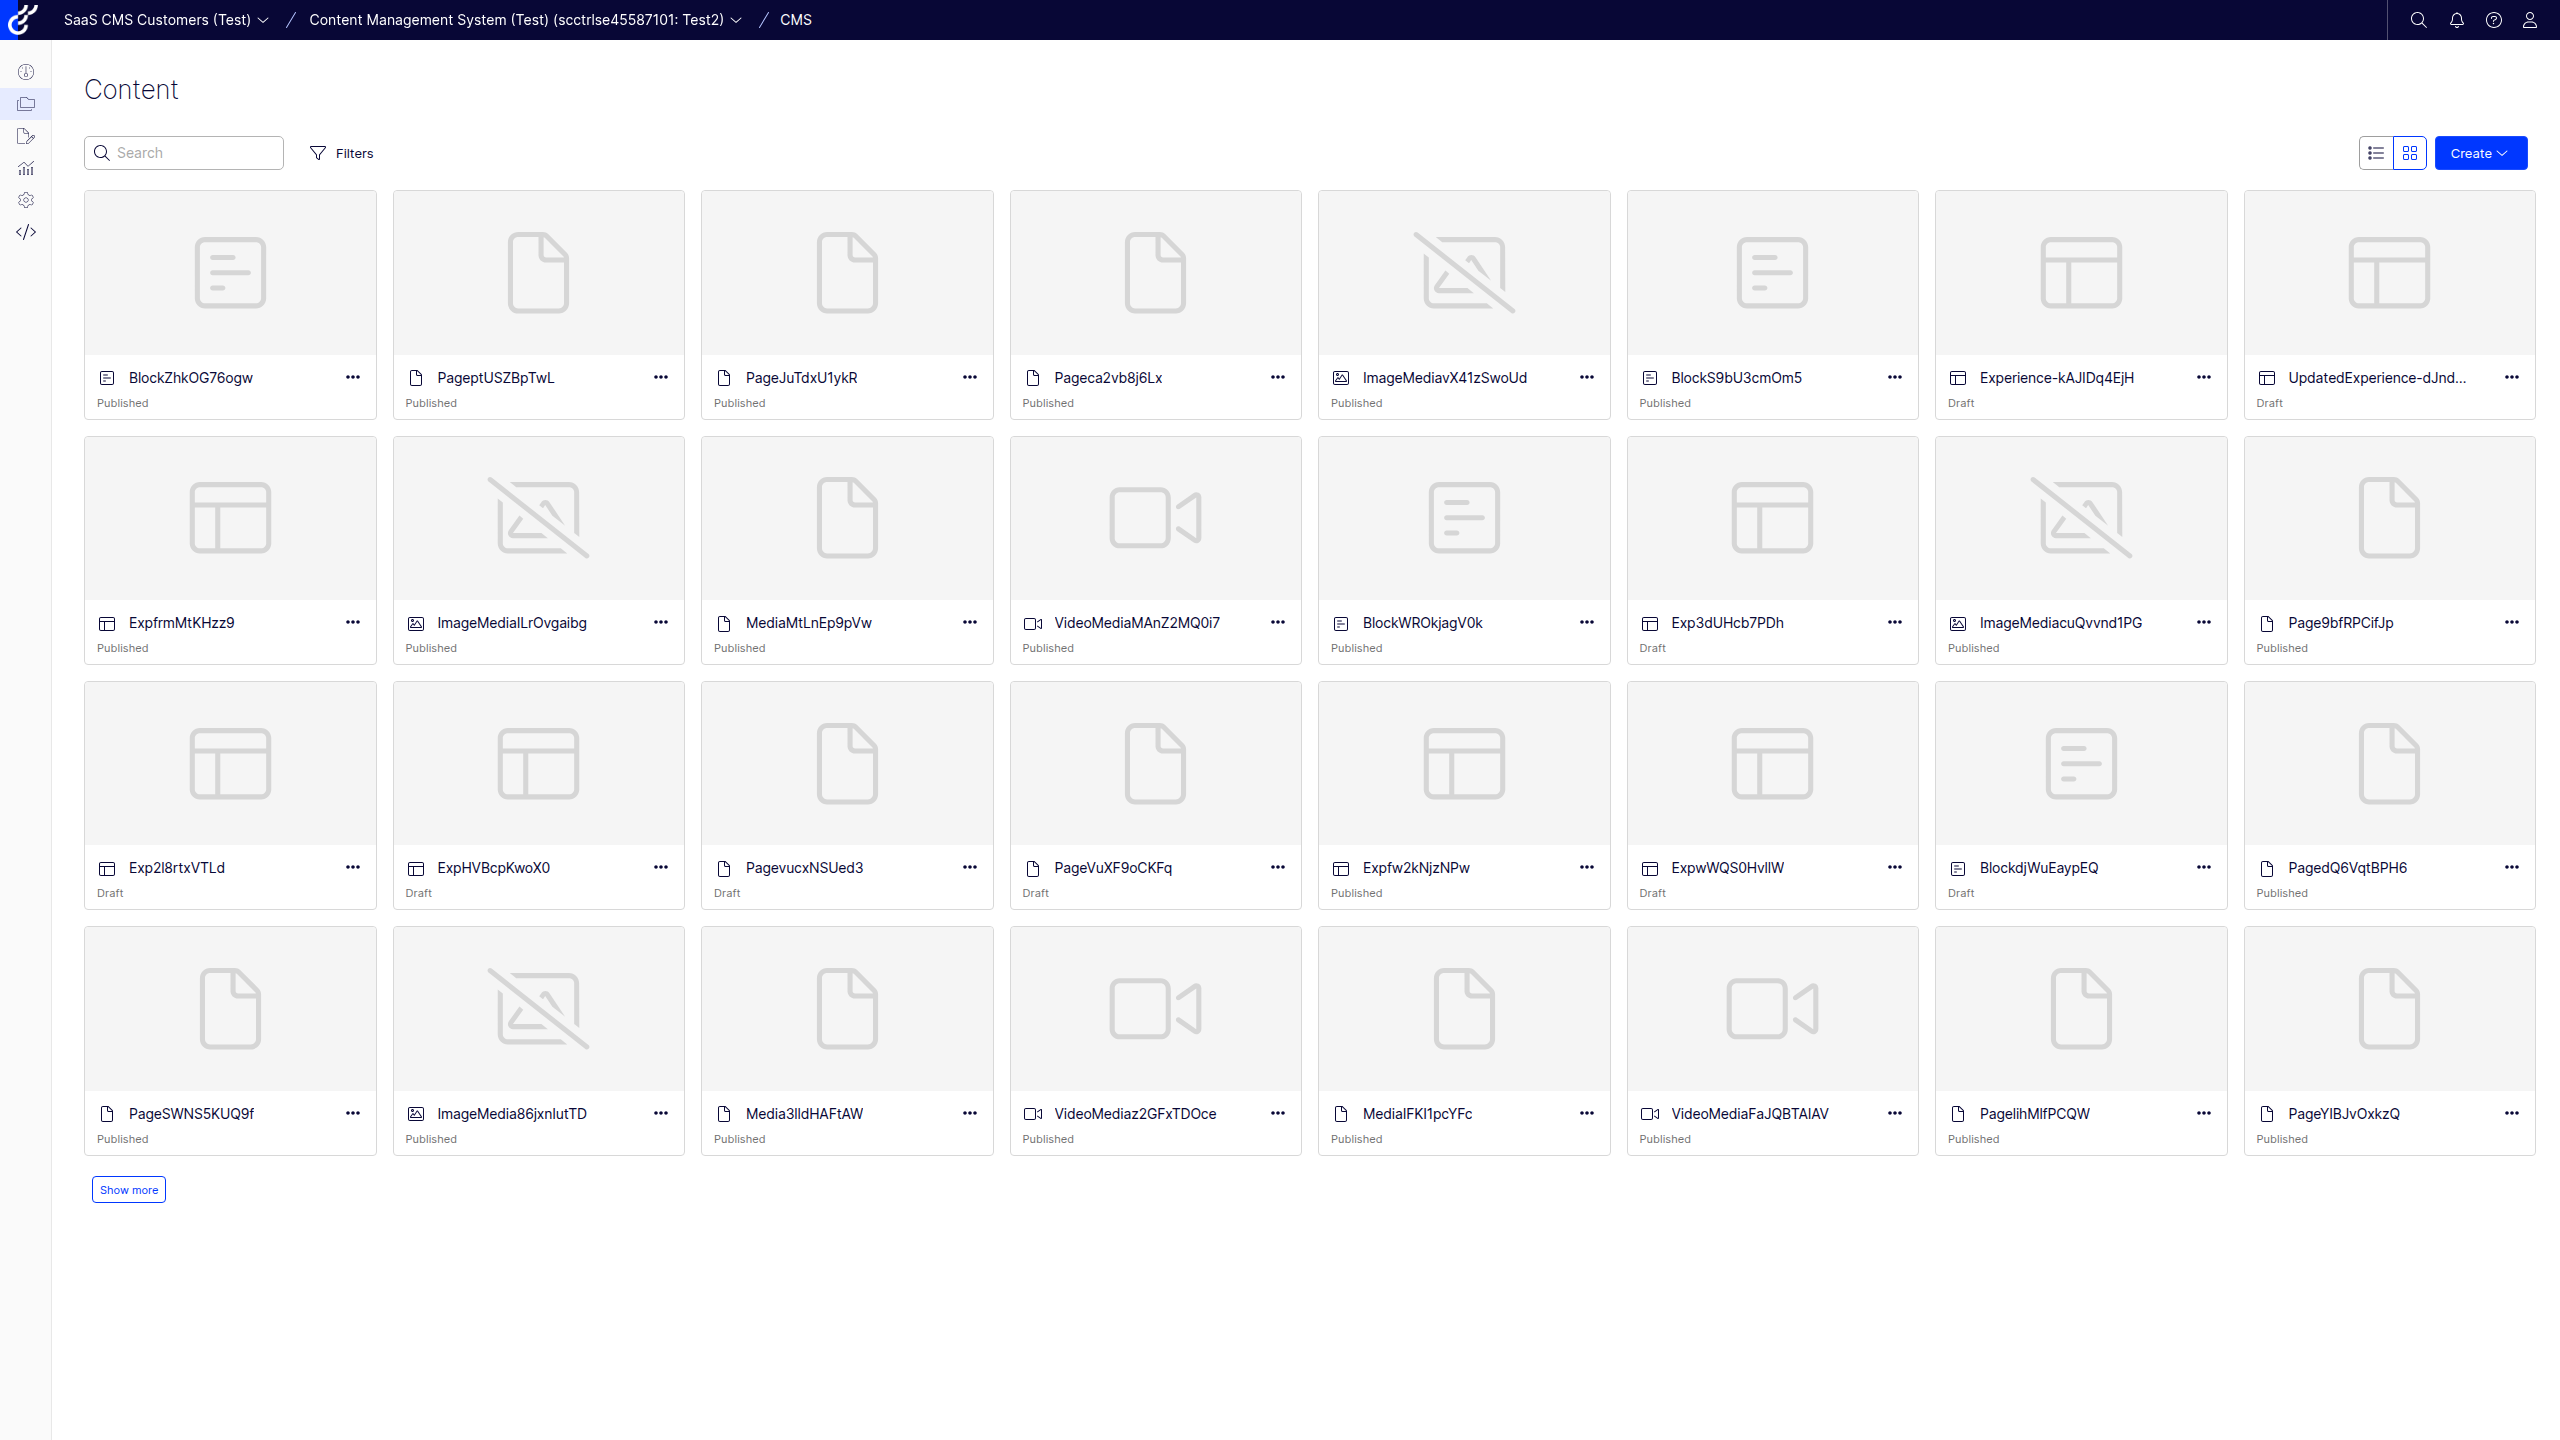 SaaS CMS Customers (Test) / Content Management System (Test) (scctrlse45587101: Test2) / CMS
Content
Search Filters Create
BlockZhkOG76ogw PageptUSZBpTwL PageJuTdxU1ykR Pageca2vb8j6Lx ImageMediavX41zSwoUd BlockS9bU3cmOm5 Experience-kAJIDq4EjH UpdatedExperience-dJnd...
Published Published Published Published Published Published Draft Draft
ExpfrmMtKHzz9 ImageMediaILrOvgaibg MediaMtLnEp9pVw VideoMediaMAnZ2MQ0i7 BlockWROkjagV0k Exp3dUHcb7PDh ImageMediacuQvvnd1PG Page9bfRPCifJp
Published Published Published Published Published Draft Published Published
Exp2I8rtxVTLd ExpHVBcpKwoX0 PagevucxNSUed3 PageVuXF9oCKFq Expfw2kNjzNPw ExpwWQS0HvlIW BlockdjWuEaypEQ PagedQ6VqtBPH6
Draft Draft Draft Draft Published Draft Draft Published
PageSWNS5KUQ9f ImageMedia86jxnlutTD Media3lldHAFtAW VideoMediaz2GFxTDOce MediaIFKI1pcYFc VideoMediaFaJQBTAIAV PagelihMlfPCQW PageYIBJvOxkzQ
Published Published Published Published Published Published Published Published
Show more